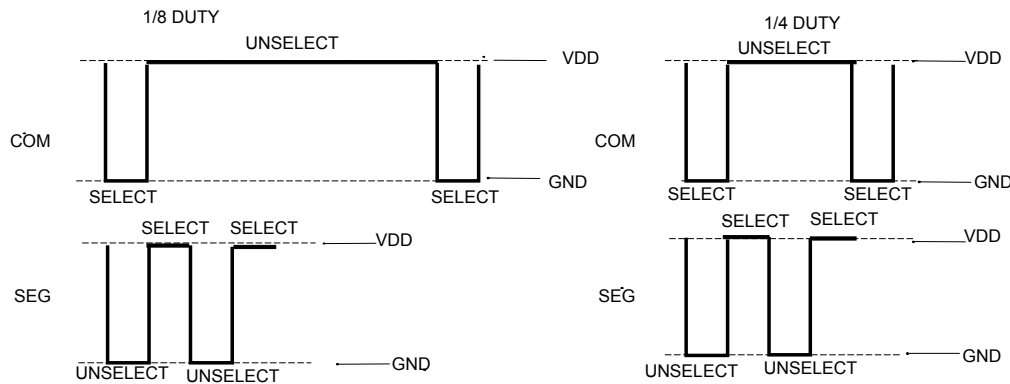 1/8 DUTY
UNSELECT
VDD
COM
SELECT
SELECT
GND
SELECT
SELECT
VDD
SEG
UNSELECT
UNSELECT
GND
1/4 DUTY
UNSELECT
VDD
COM
SELECT
SELECT
GND
SELECT
SELECT
VDD
SEG
UNSELECT
UNSELECT
GND